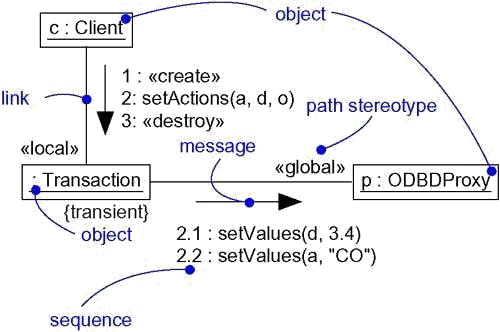 c : Client
object
link
1 : «create»
2: setActions(a, d, o)
3: «destroy»
path stereotype
«local»
message
«global»
: Transaction
p : ODBDProxy
{transient}
object
2.1 : setValues(d, 3.4)
2.2 : setValues(a, "CO")
sequence